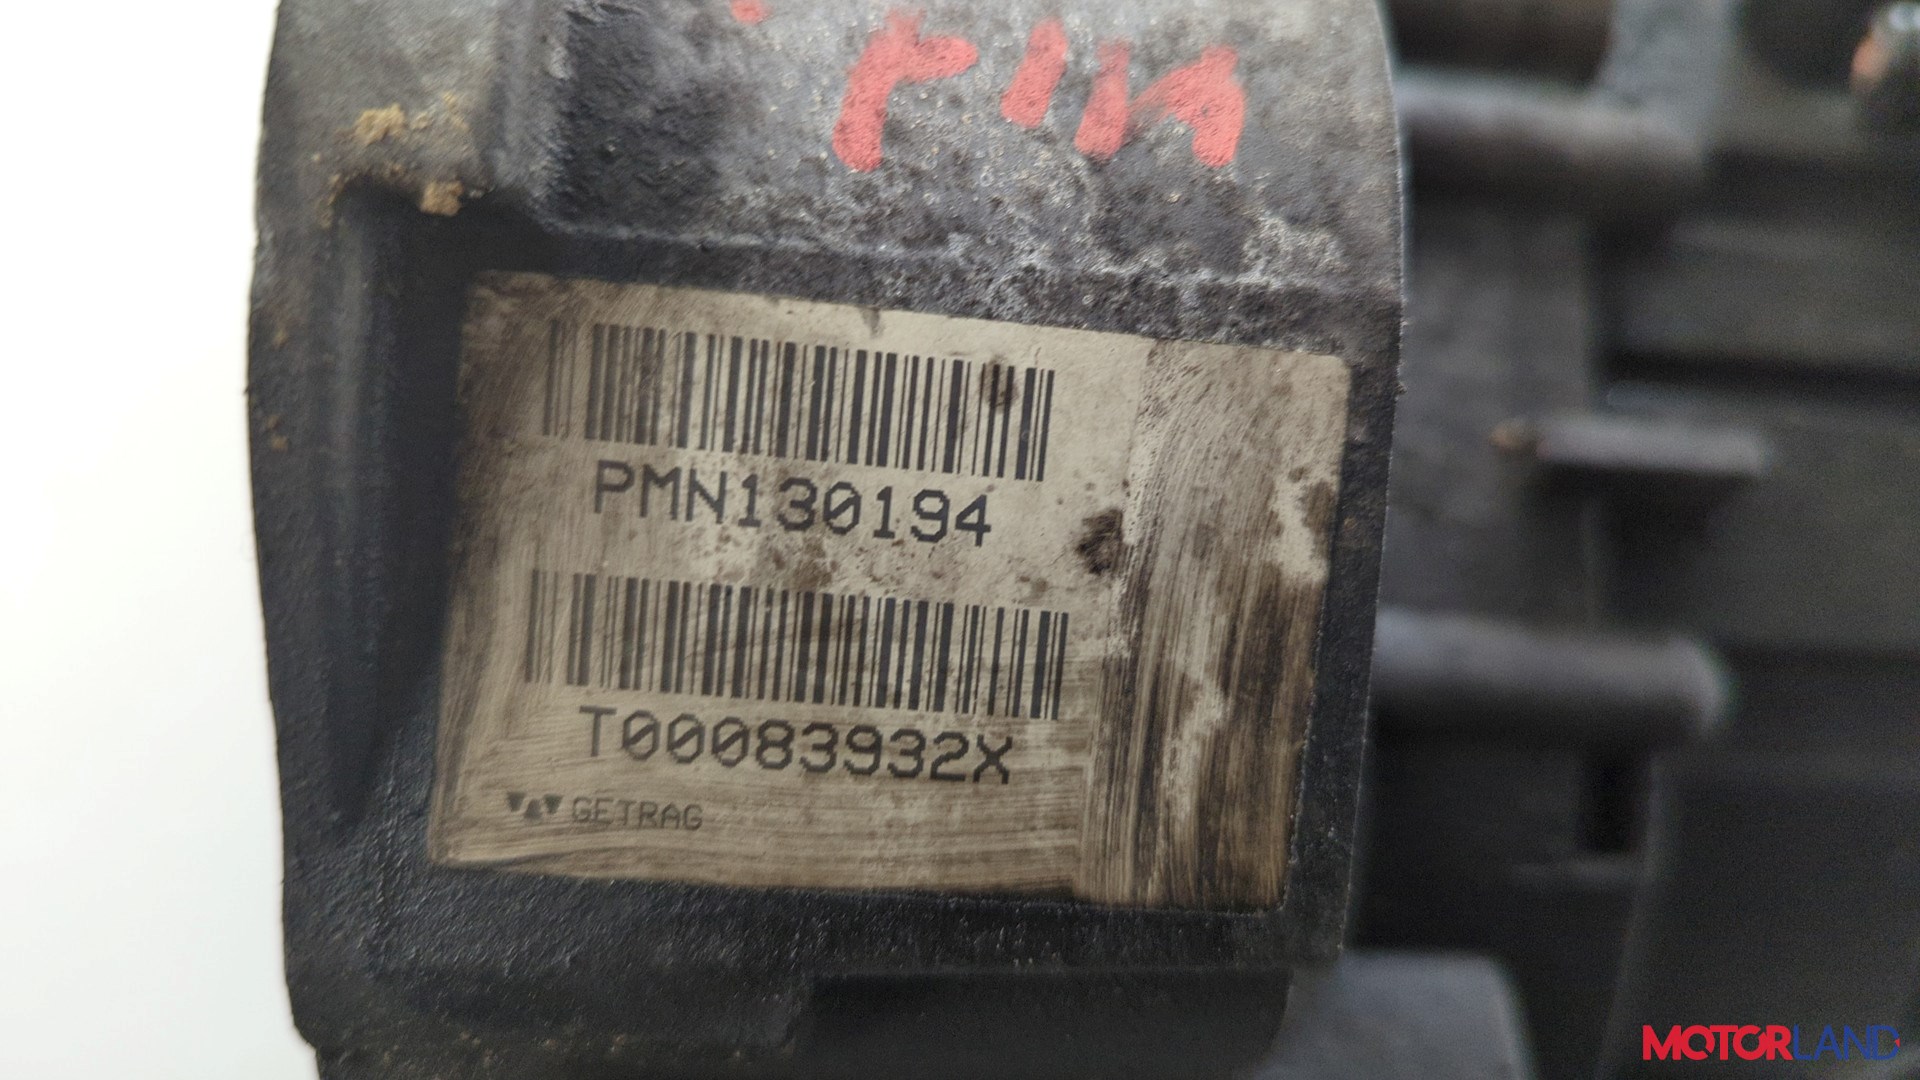 PMN130194
T00083932X
GETRAG
MOTORLAND